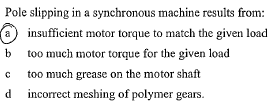 Pole slipping in a synchronous machine results from:
a insufficient motor torque to match the given load
b too much motor torque for the given load
c too much grease on the motor shaft
d incorrect meshing of polymer gears.